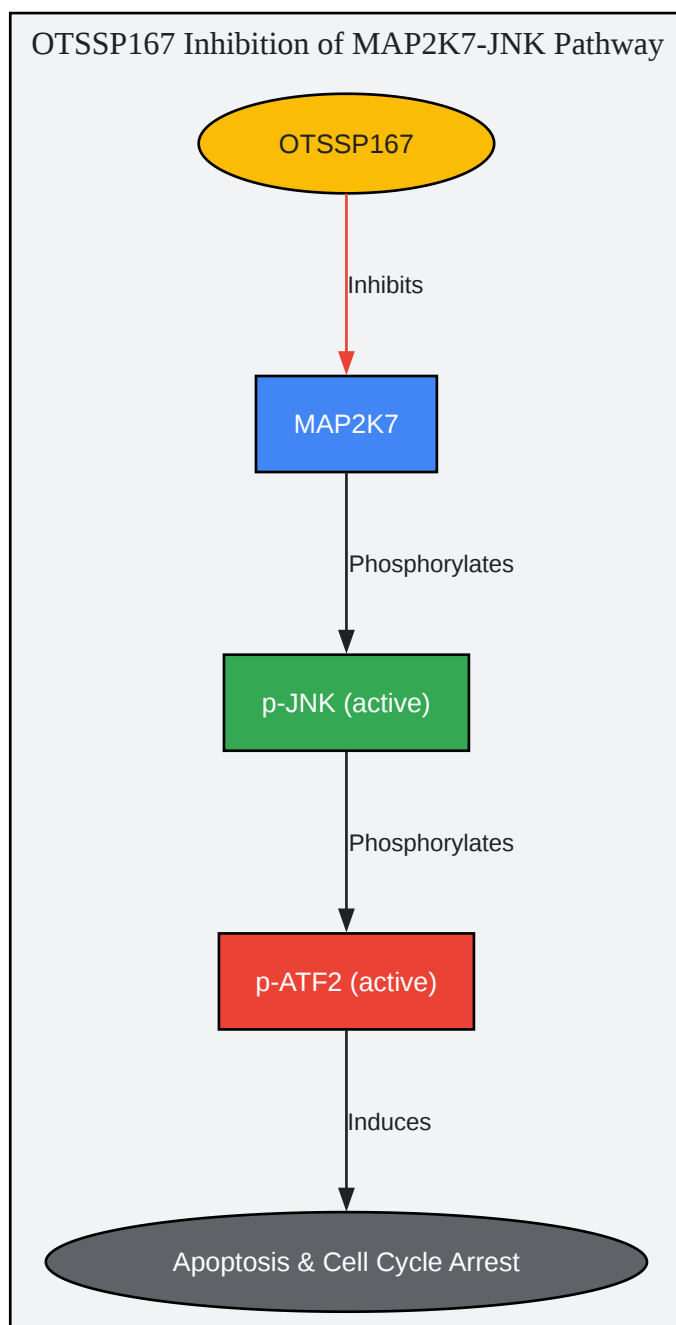 OTSSP167 Inhibition of MAP2K7-JNK Pathway
OTSSP167
Inhibits
MAP2K7
Phosphorylates
p-JNK (active)
Phosphorylates
p-ATF2 (active)
Induces
Apoptosis & Cell Cycle Arrest